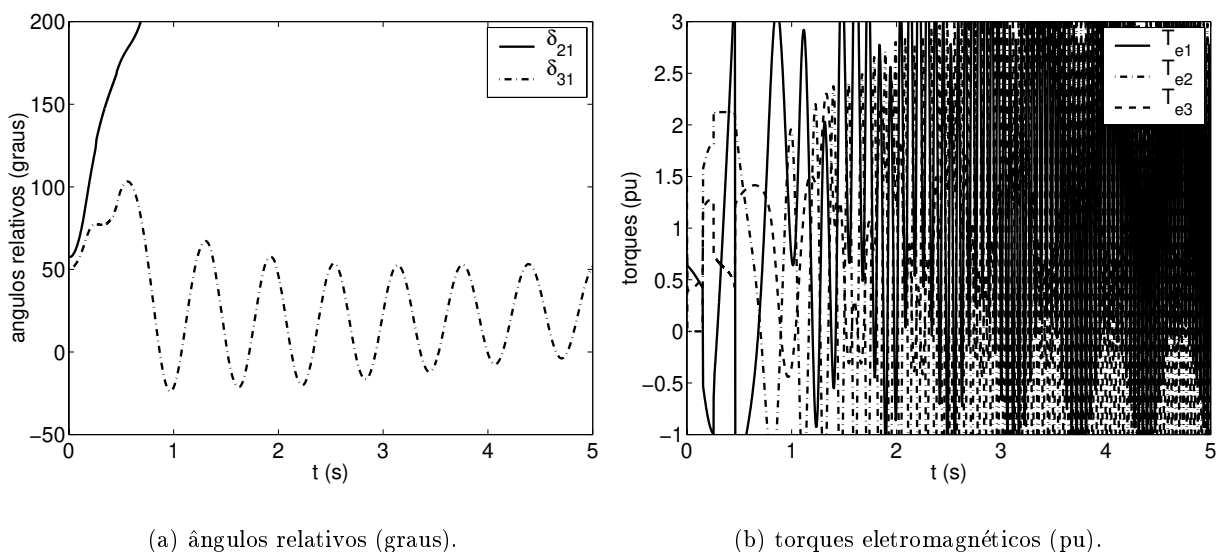 200
150
100
50
0
−50
0
1
2
3
4
5
t (s)
angulos relativos (graus)
δ21
δ31
3
2.5
2
1.5
1
0.5
0
−0.5
−1
0
1
2
3
4
5
t (s)
torques (pu)
Te1
Te2
Te3
(a) ângulos relativos (graus).
(b) torques eletromagnéticos (pu).